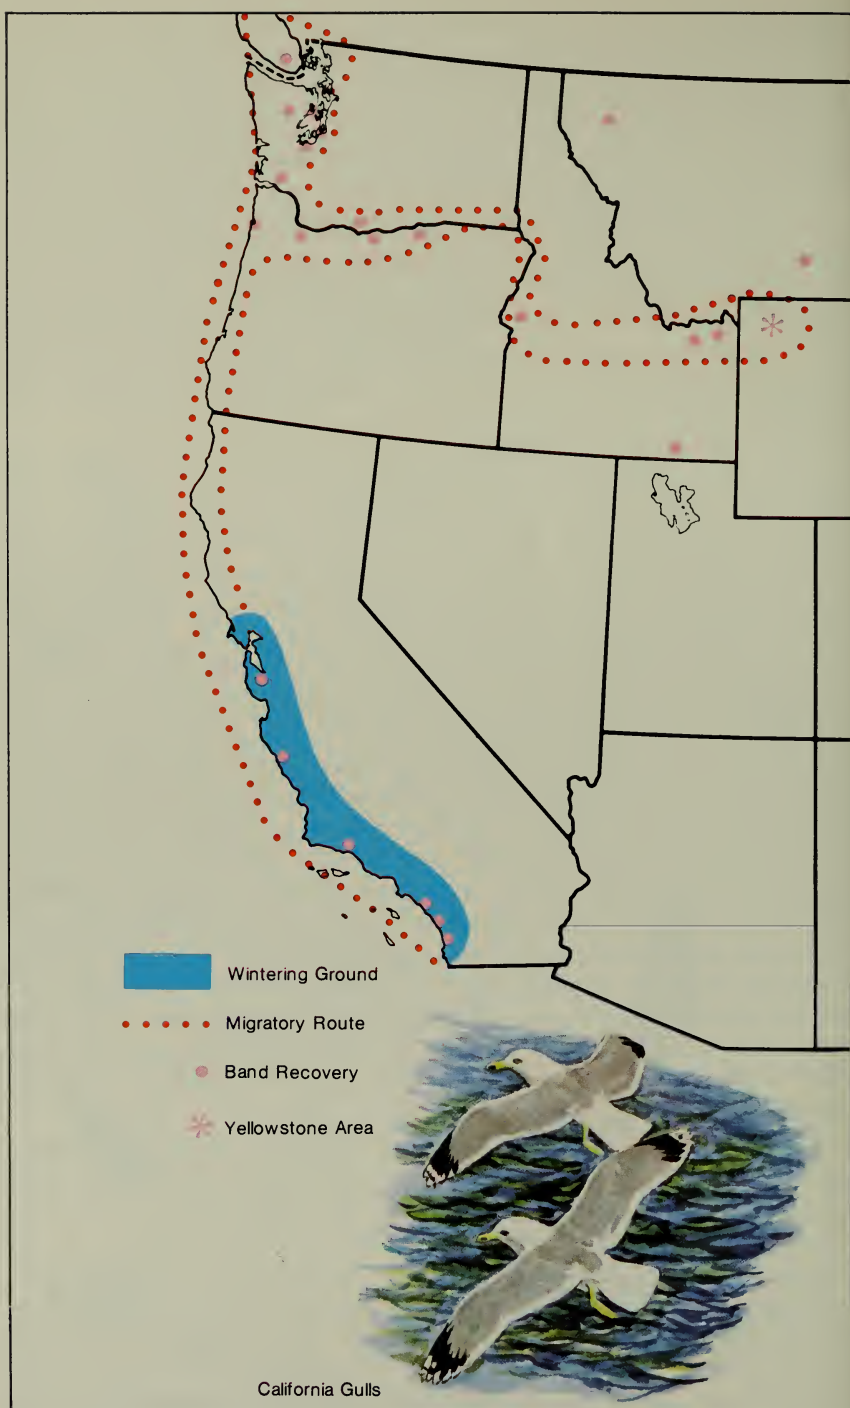 Wintering Ground
Migratory Route
Band Recovery
Yellowstone Area
California Gulls